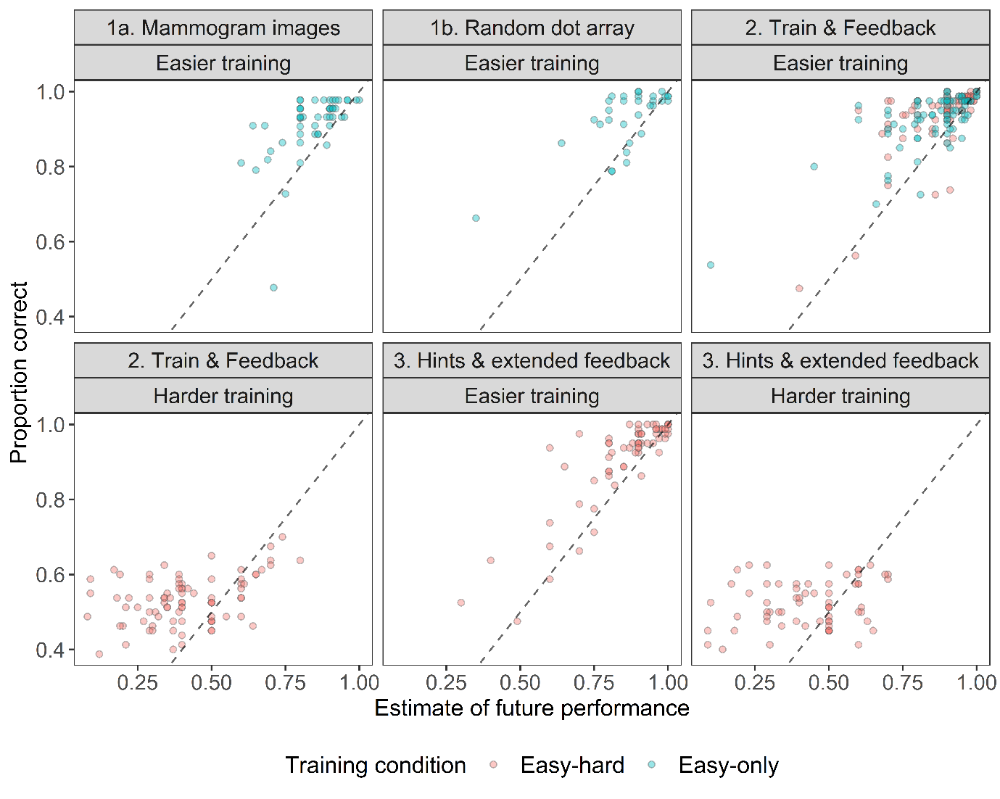 1a. Mammogram images
1b. Random dot array
2. Train & Feedback
Easier training
Easier training
Easier training
1.0
0.8
0.6
0.4
Proportion correct
2. Train & Feedback
3. Hints & extended feedback
3. Hints & extended feedback
Harder training
Easier training
Harder training
1.0
0.8
0.6
0.4
0.25 0.50 0.75 1.00
0.25 0.50 0.75 1.00
0.25 0.50 0.75 1.00
Estimate of future performance
Training condition Easy-hard Easy-only